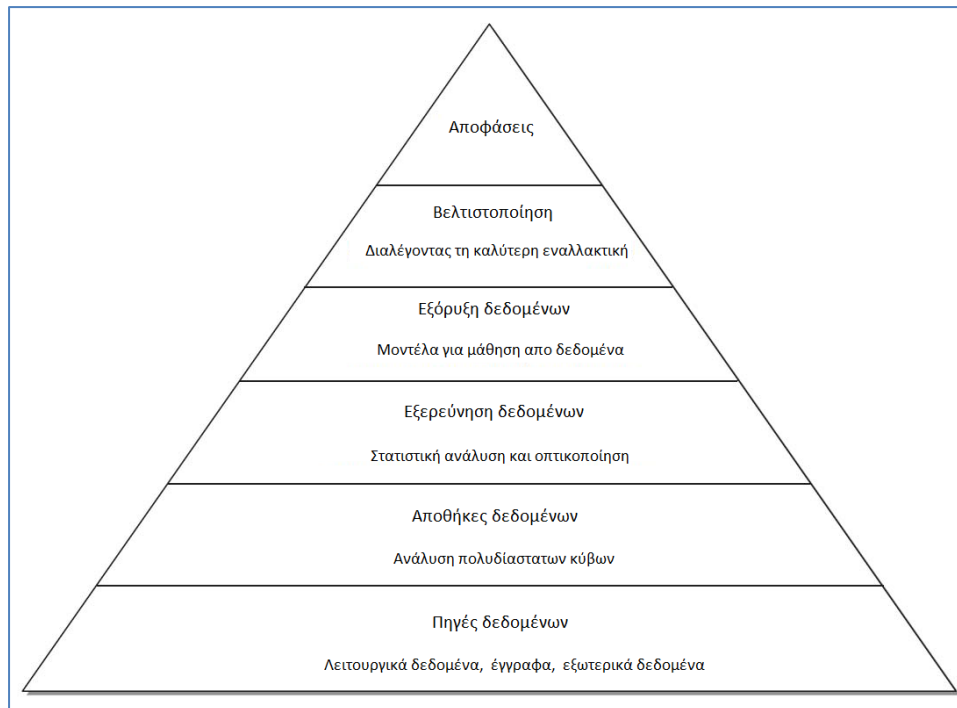 Αποφάσεις
Βελτιστοποίηση
Διαλέγοντας τη καλύτερη εναλλακτική
Εξόρυξη δεδομένων
Μοντέλα για μάθηση απο δεδομένα
Εξερεύνηση δεδομένων
Στατιστική ανάλυση και οπτικοποίηση
Αποθήκες δεδομένων
Ανάλυση πολυδίαστατων κύβων
Πηγές δεδομένων
Λειτουργικά δεδομένα, έγγραφα, εξωτερικά δεδομένα